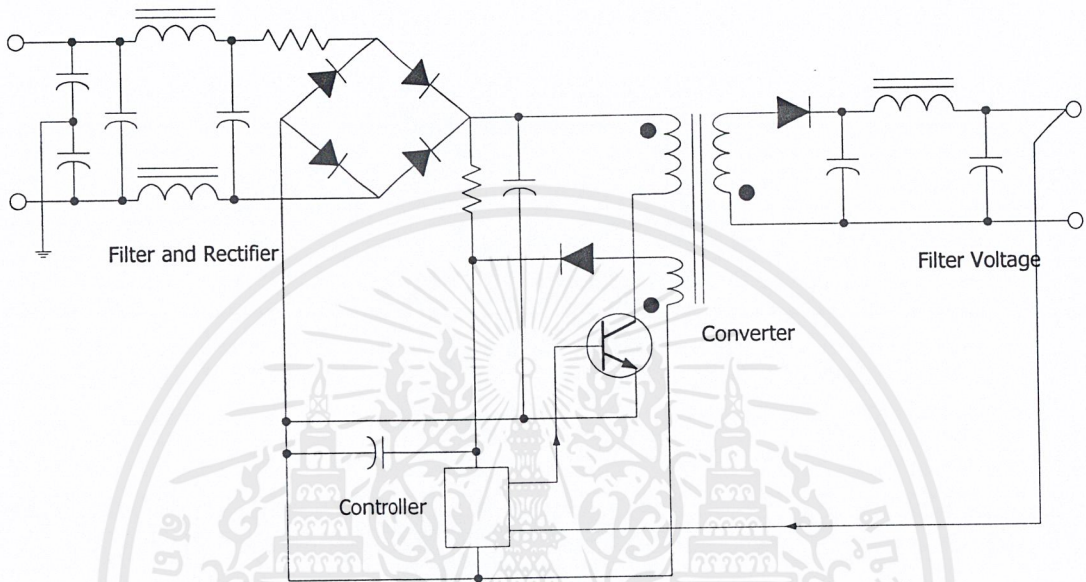 Filter and Rectifier
Filter Voltage
Converter
Controller